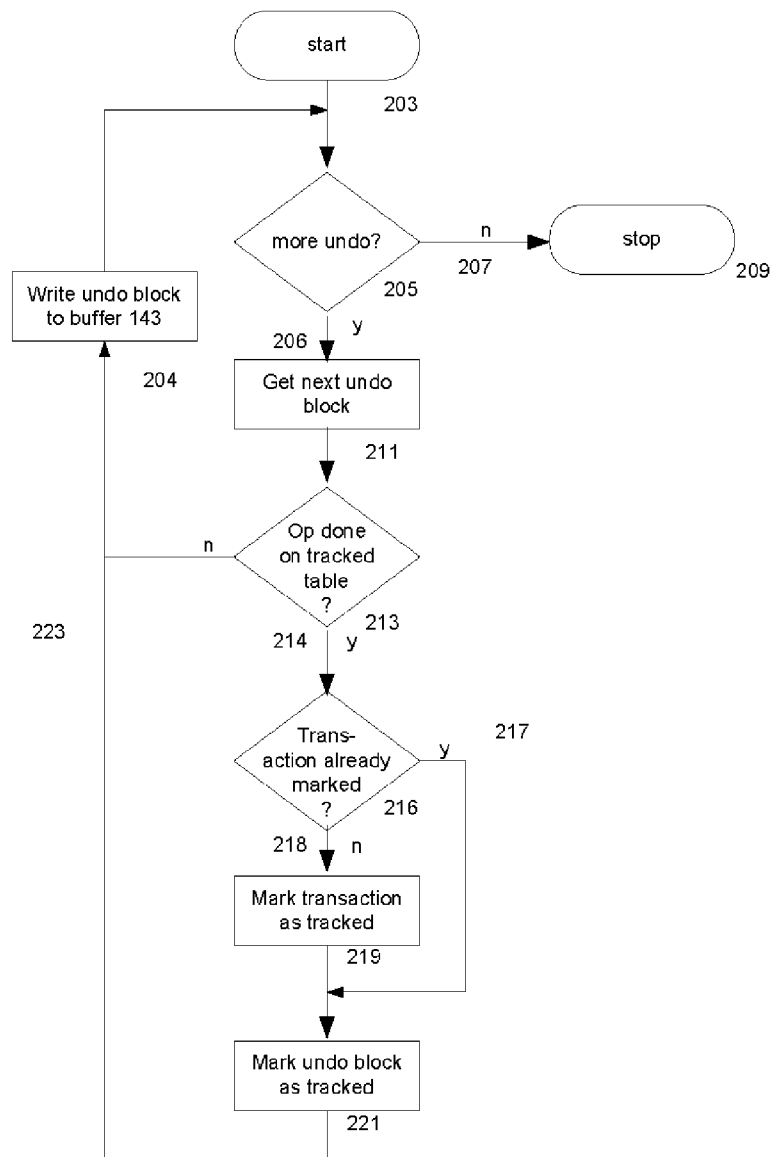 start
203
more undo?
n
stop
205
207
209
Write undo block
to buffer 143
y
206
204
Get next undo
block
211
Op done
on tracked
table
?
n
213
223
214
y
Trans-
action already
marked
?
y
217
216
218
n
Mark transaction
as tracked
219
Mark undo block
as tracked
221